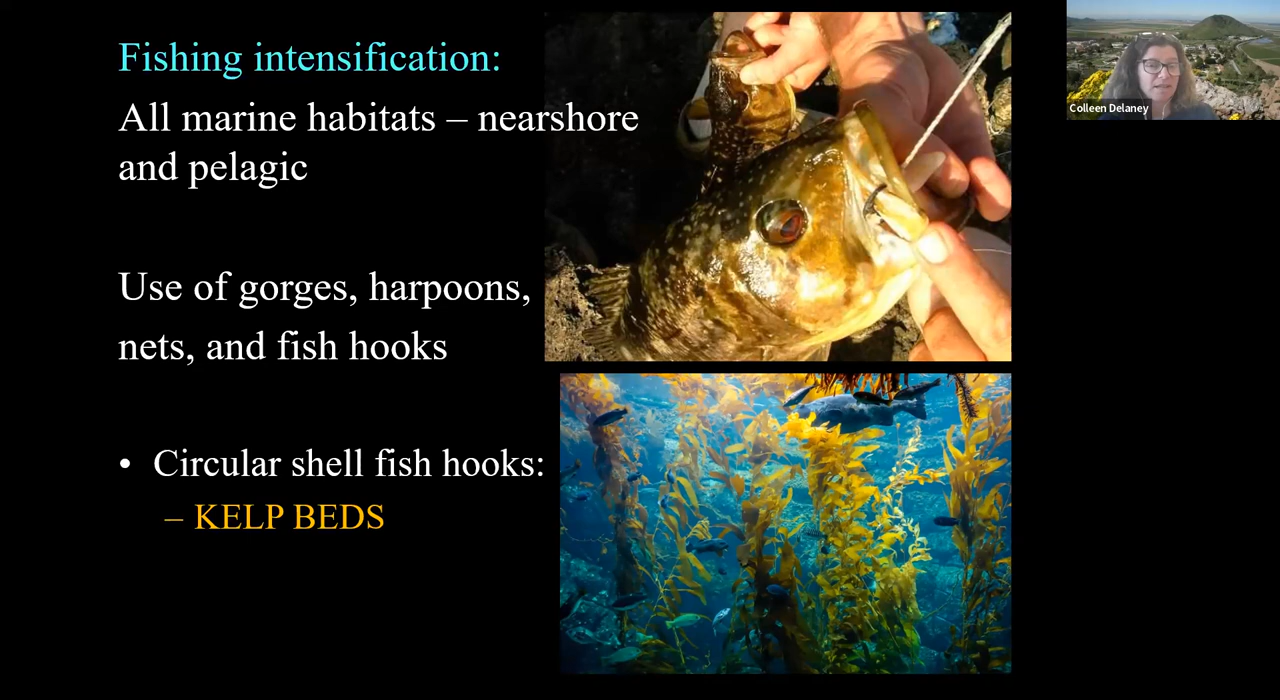 Fishing intensification:
All marine habitats – nearshore
and pelagic
Use of gorges, harpoons,
nets, and fish hooks
• Circular shell fish hooks:
– KELP BEDS
Colleen Delaney